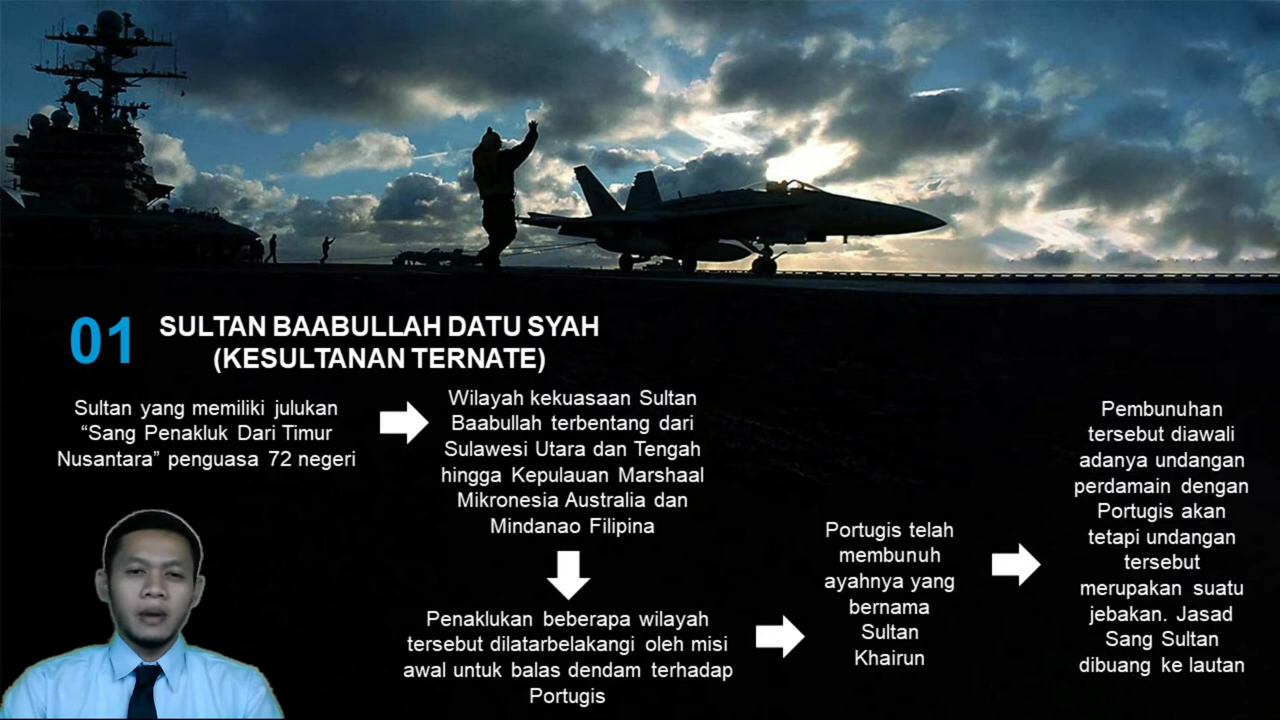 01
SULTAN BAABULLAH DATU SYAH
(KESULTANAN TERNATE)
Sultan yang memiliki julukan
“Sang Penakluk Dari Timur
Nusantara” penguasa 72 negeri
Wilayah kekuasaan Sultan
Baabullah terbentang dari
Sulawesi Utara dan Tengah
hingga Kepulauan Marshaal
Mikronesia Australia dan
Mindanao Filipina
Penaklukan beberapa wilayah
tersebut dilatarbelakangi oleh misi
awal untuk balas dendam terhadap
Portugis
Portugis telah
membunuh
ayahnya yang
bernama
Sultan
Khairun
Pembunuhan
tersebut diawali
adanya undangan
perdamain dengan
Portugis akan
tetapi undangan
tersebut
merupakan suatu
jebakan. Jasad
Sang Sultan
dibuang ke lautan